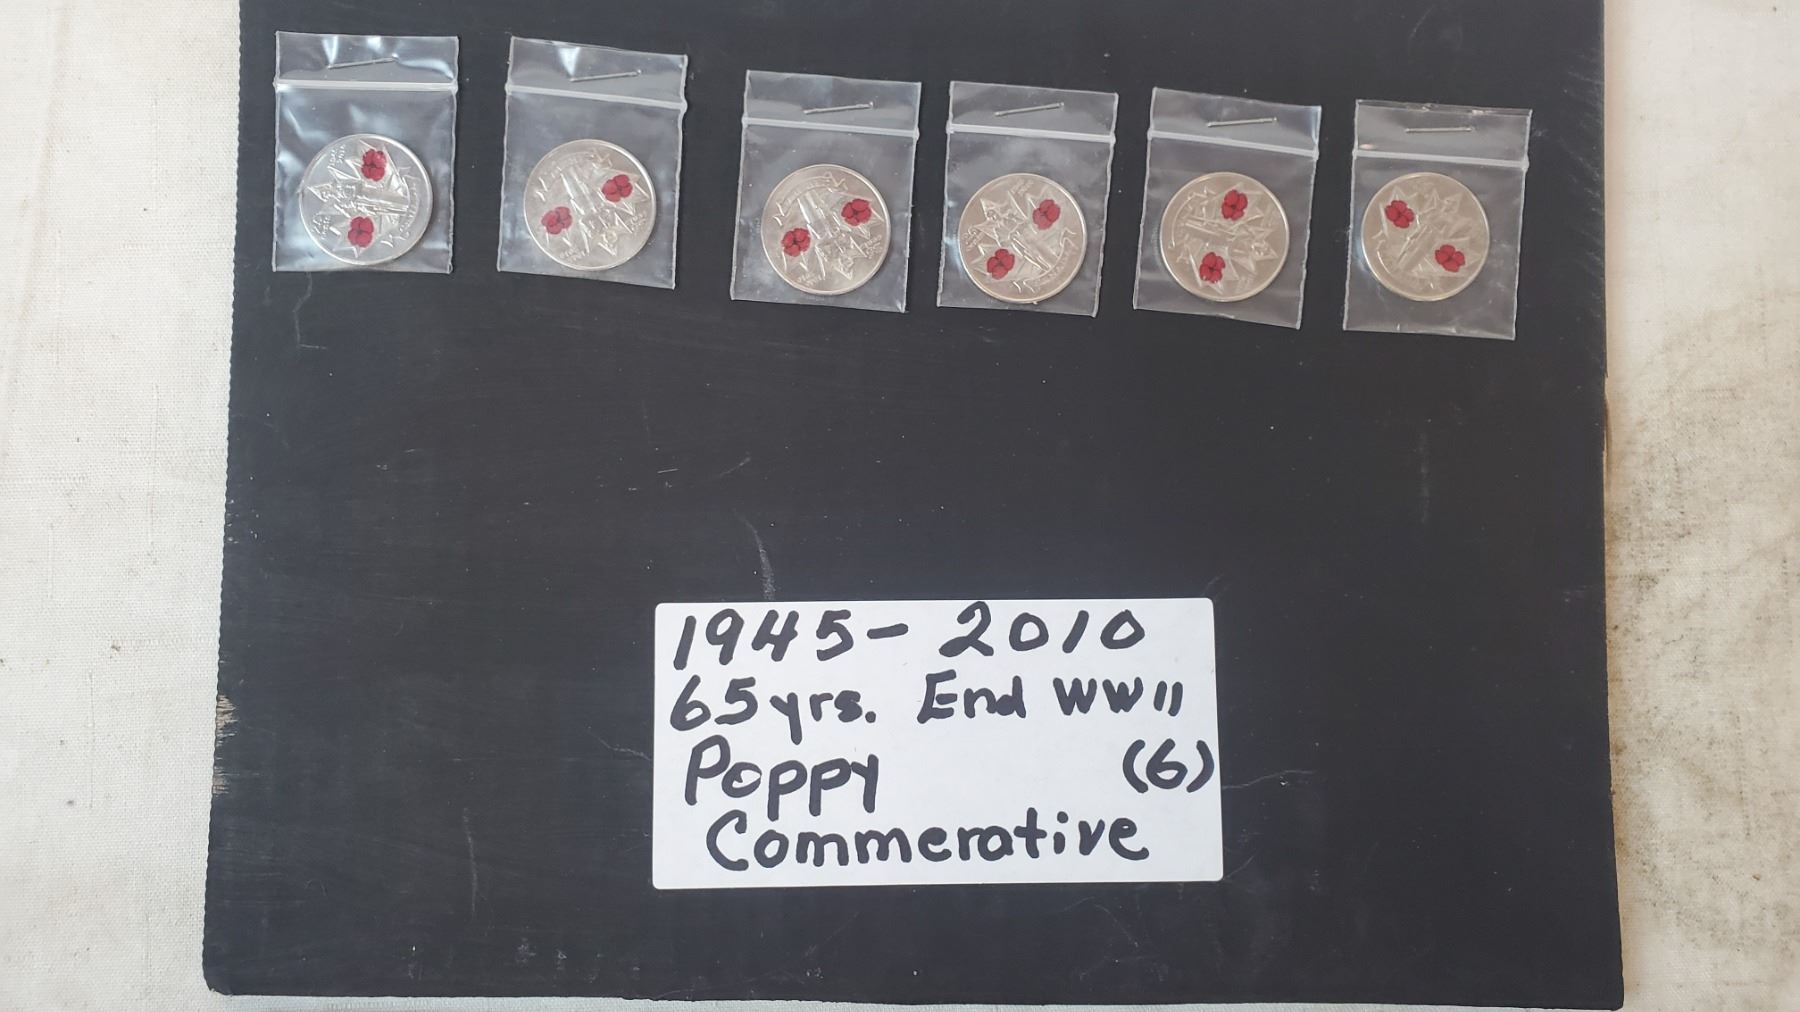 1945-2010
65yrs. End WWII
Poppy (6)
Commerative